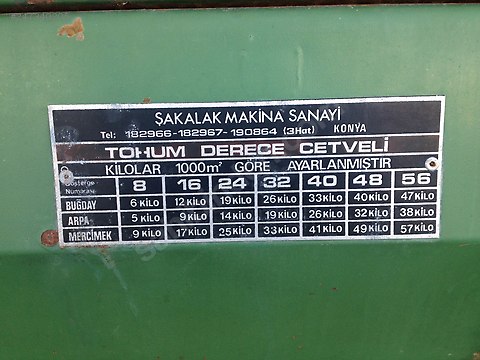 ŞAKALAK MAKİNA SANAYİ
Tel: 182966-182967-190864 (3Hat) KONYA
TOHUM DERECE CETVELİ
KİLOLAR 1000m² GÖRE AYARLANMIŞTIR
Gösterge Numarası 8 16 24 32 40 48 56
BUĞDAY 6 KİLO 12 KİLO 19 KİLO 26 KİLO 33 KİLO 40 KİLO 47 KİLO
ARPA 5 KİLO 9 KİLO 14 KİLO 19 KİLO 26 KİLO 32 KİLO 38 KİLO
MERCİMEK 9 KİLO 17 KİLO 25 KİLO 33 KİLO 41 KİLO 49 KİLO 57 KİLO